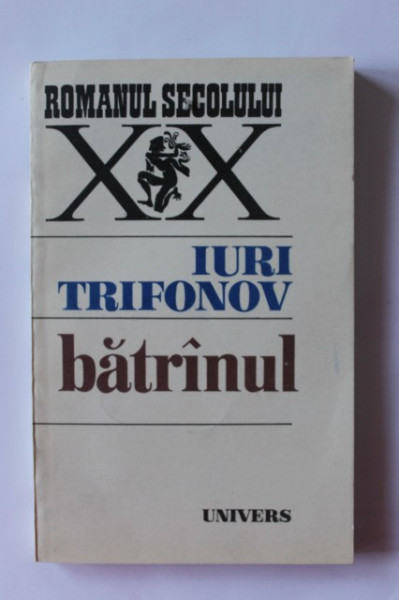 ROMANUL SECOLULUI
XX
IURI
TRIFONOV
bătrînul
UNIVERS